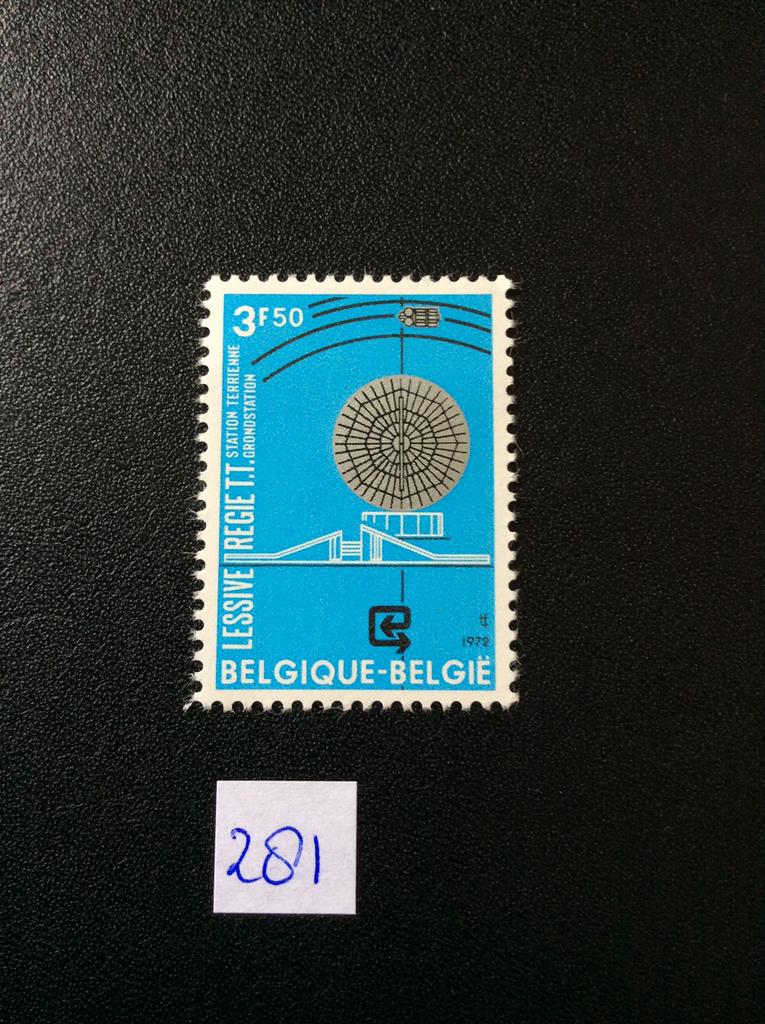 3F50
STATION TERRIENNE
GRONDSTATION
LESSIVE REGIE T.T.
1972
BELGIQUE-BELGIË
281